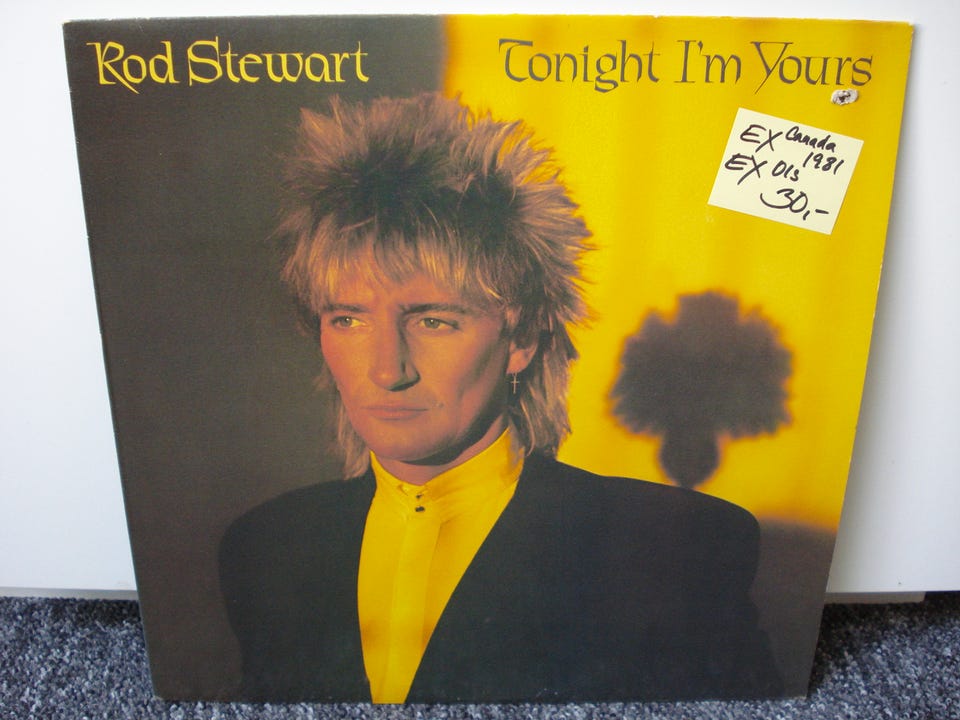 Rod Stewart
Tonight I'm Yours
EX Canada
1981
EX OIS
30,-